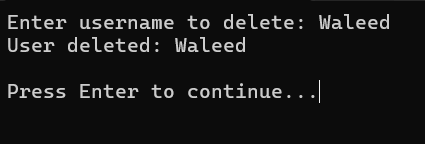 Enter username to delete: Waleed
User deleted: Waleed
Press Enter to continue...